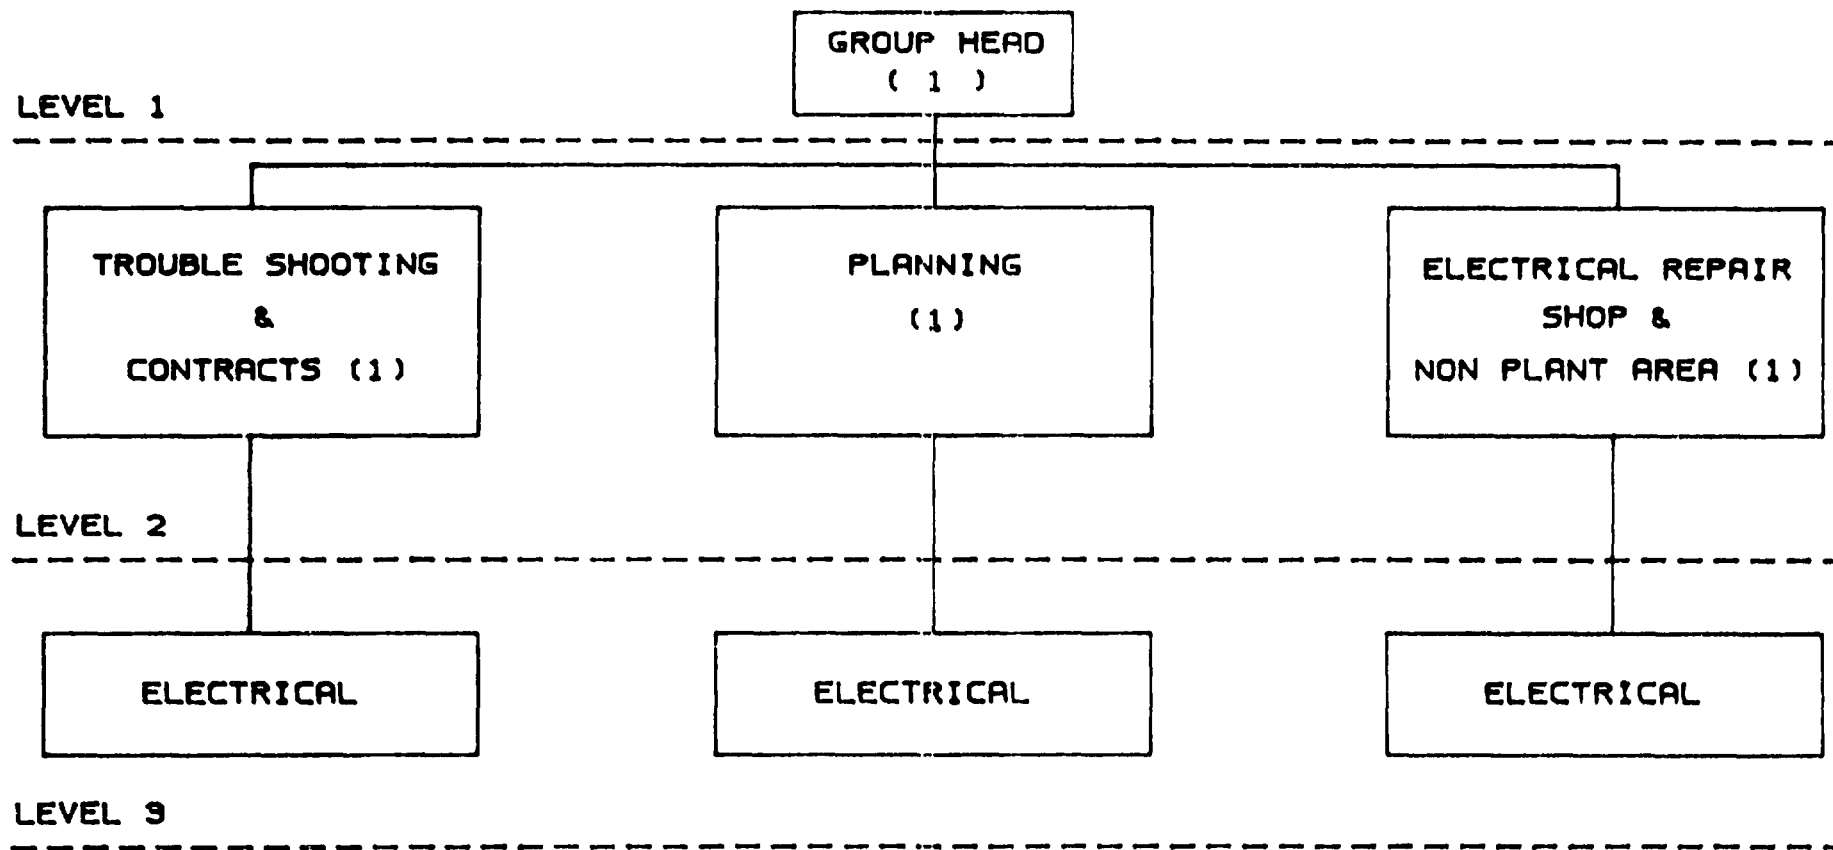 GROUP HEAD
( 1 )
LEVEL 1
TROUBLE SHOOTING
&
CONTRACTS (1)
PLANNING
(1)
ELECTRICAL REPAIR
SHOP &
NON PLANT AREA (1)
LEVEL 2
ELECTRICAL
ELECTRICAL
ELECTRICAL
LEVEL 3